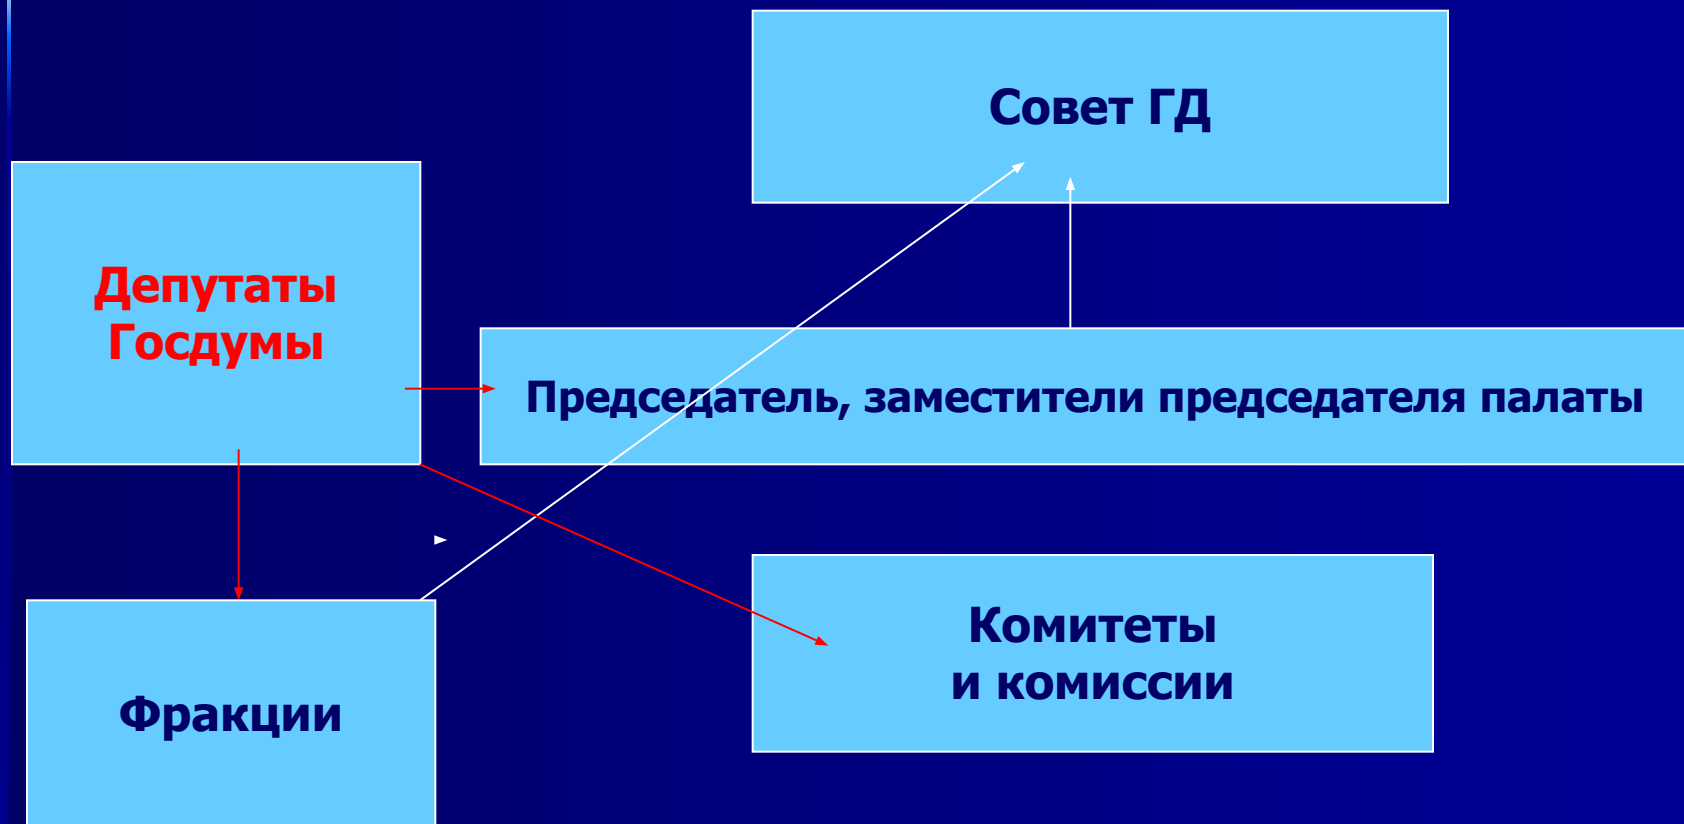 Совет ГД
Депутаты
Госдумы
Председатель, заместители председателя палаты
Комитеты
и комиссии
Фракции